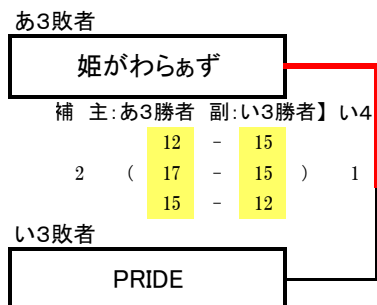 あ3敗者
姫がわらぁず
補 主:あ3勝者 副:い3勝者】 い4
12 - 15
2 ( 17 - 15 ) 1
15 - 12
い3敗者
PRIDE